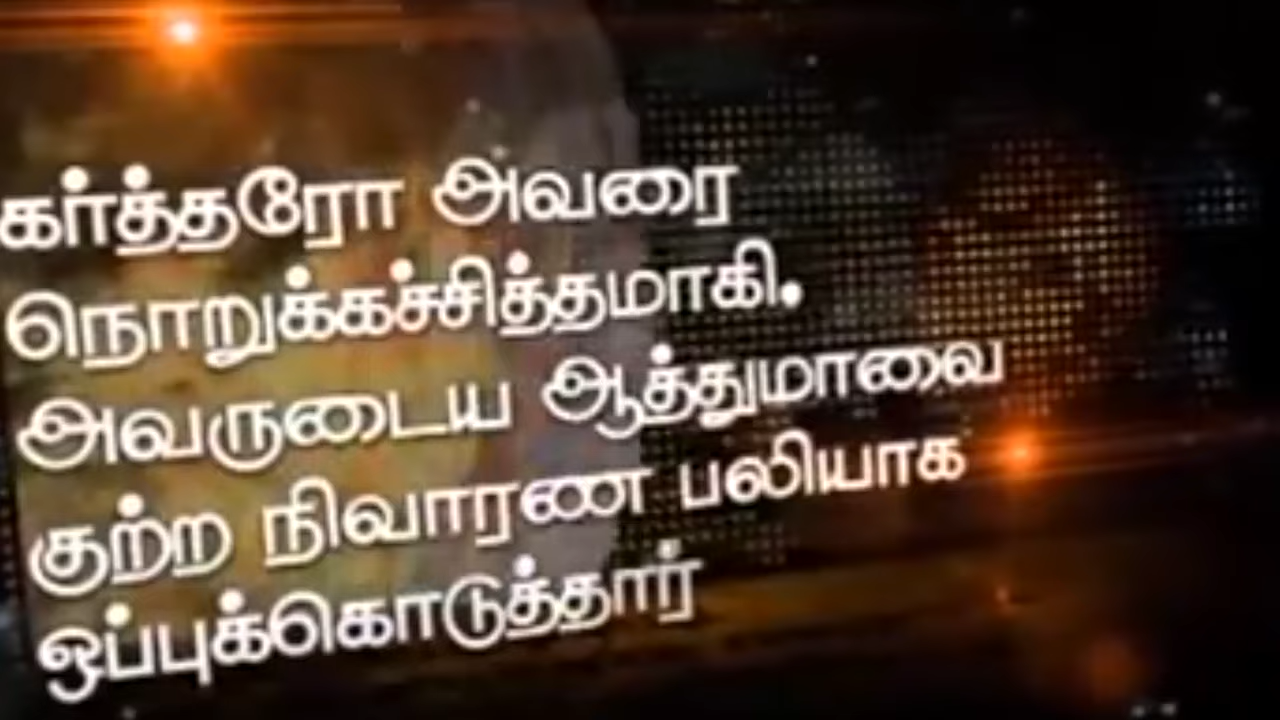 கர்த்தரோ அவரை
நொறுக்கச்சித்தமாகி.
அவருடைய ஆத்துமாவை
குற்ற நிவாரண பலியாக
ஒப்புக்கொடுத்தார்